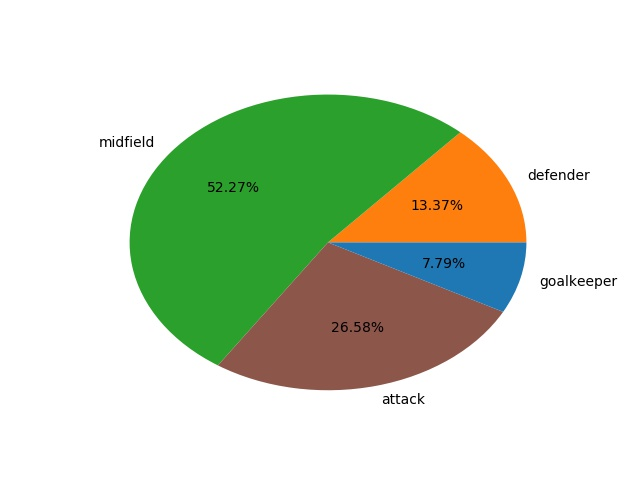 midfield
52.27%
defender
13.37%
7.79%
goalkeeper
26.58%
attack